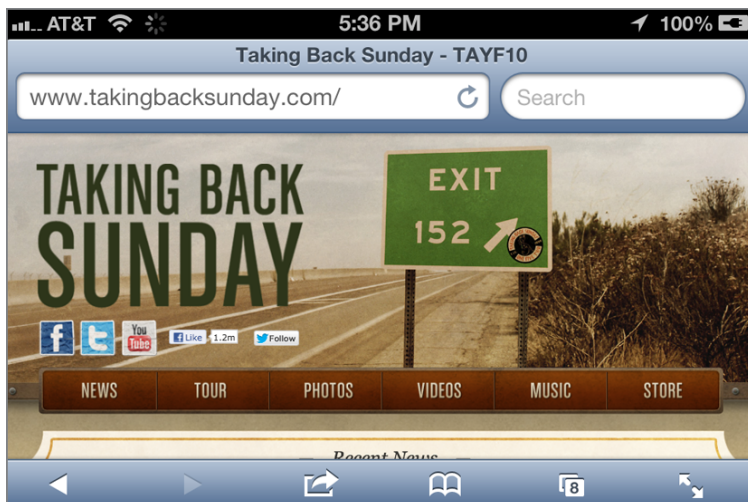 AT&T 5:36 PM 100%
Taking Back Sunday - TAYF10
www.takingbacksunday.com/ Search
TAKING BACK
SUNDAY
EXIT
152
f t You Tube f Like 1.2m Follow
NEWS TOUR PHOTOS VIDEOS MUSIC STORE
Recent News
8